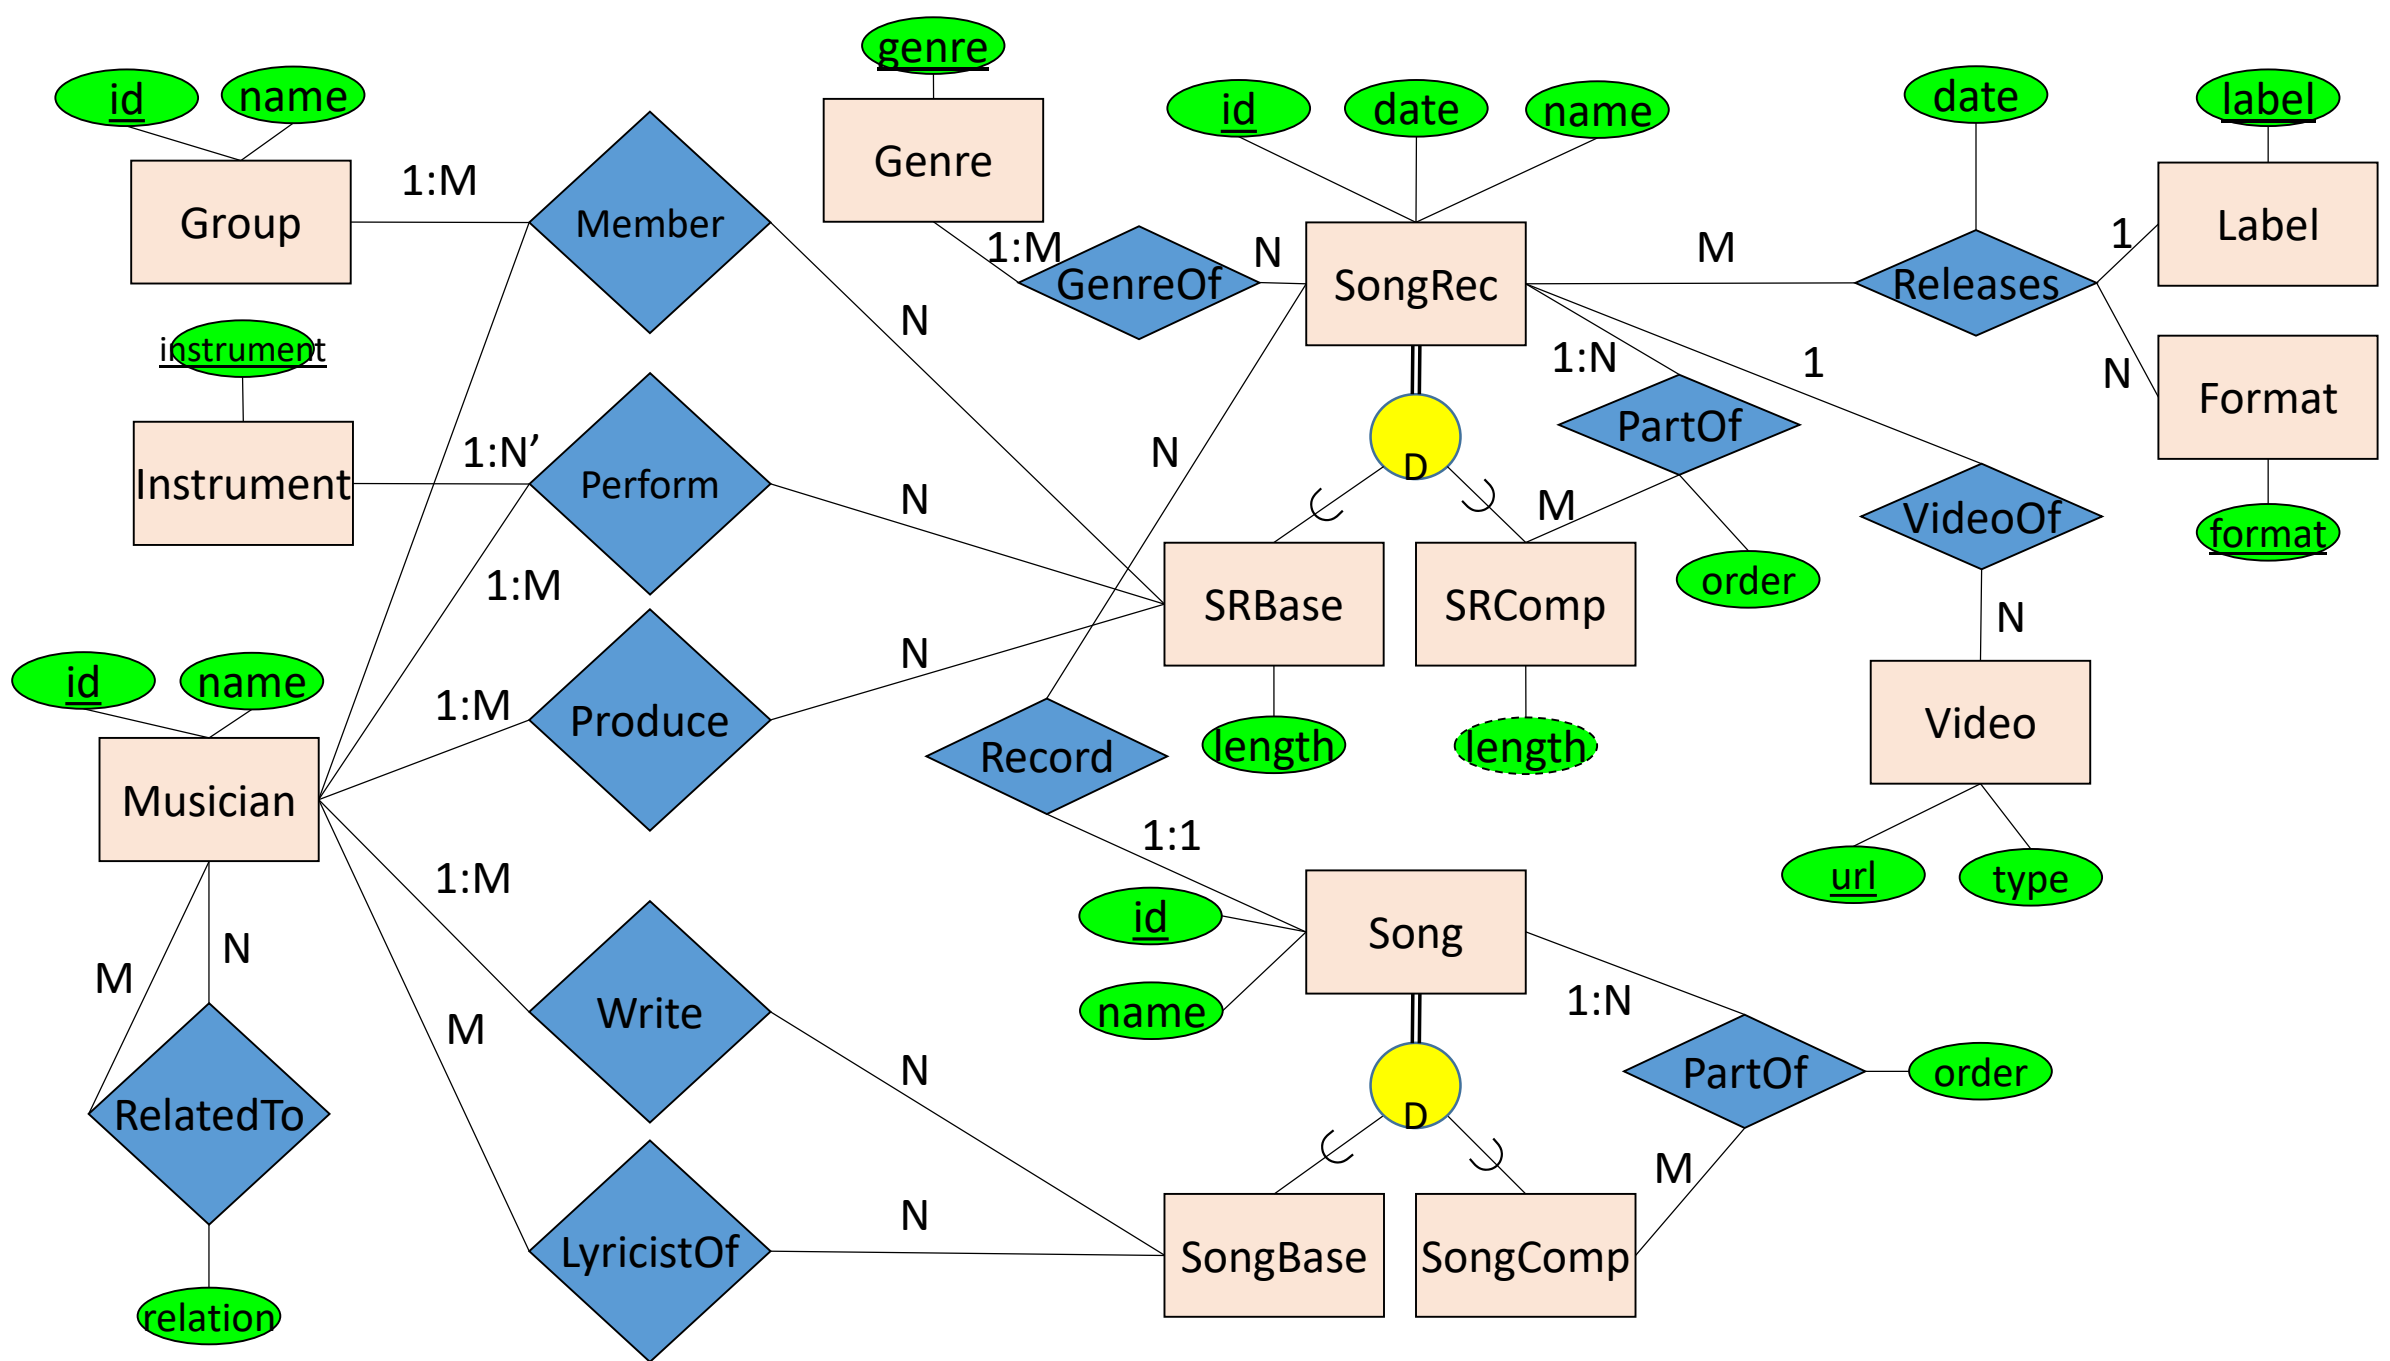 genre
id
name
id
date
name
date
label
Group
1:M
Member
Genre
1:M
GenreOf
N
SongRec
M
Releases
1
Label
instrument
N
1:N
1
N
Format
Instrument
1:N’
Perform
N
N
D
PartOf
M
VideoOf
format
1:M
SRBase
SRComp
order
N
id
name
1:M
Produce
N
Record
length
length
Video
Musician
1:1
url
type
1:M
id
Song
name
M
N
M
Write
N
1:N
PartOf
order
RelatedTo
D
M
LyricistOf
N
SongBase
SongComp
relation